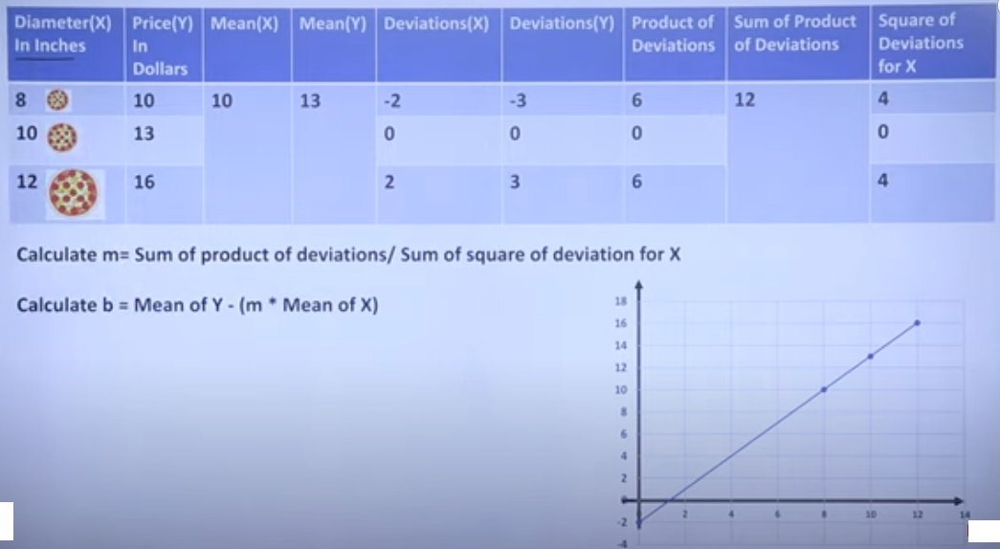 Diameter(X) Price(Y) Mean(X) Mean(Y) Deviations(X) Deviations(Y) Product of Sum of Product Square of
In Inches In Deviations of Deviations Deviations
Dollars for X
8 10 10 13 -2 -3 6 12 4
10 13 0 0 0 0
12 16 2 3 6 4
Calculate m= Sum of product of deviations/ Sum of square of deviation for X
Calculate b = Mean of Y - (m * Mean of X)
18
16
14
12
10
8
6
4
2
0
-2 2 4 6 8 10 12 14
-4